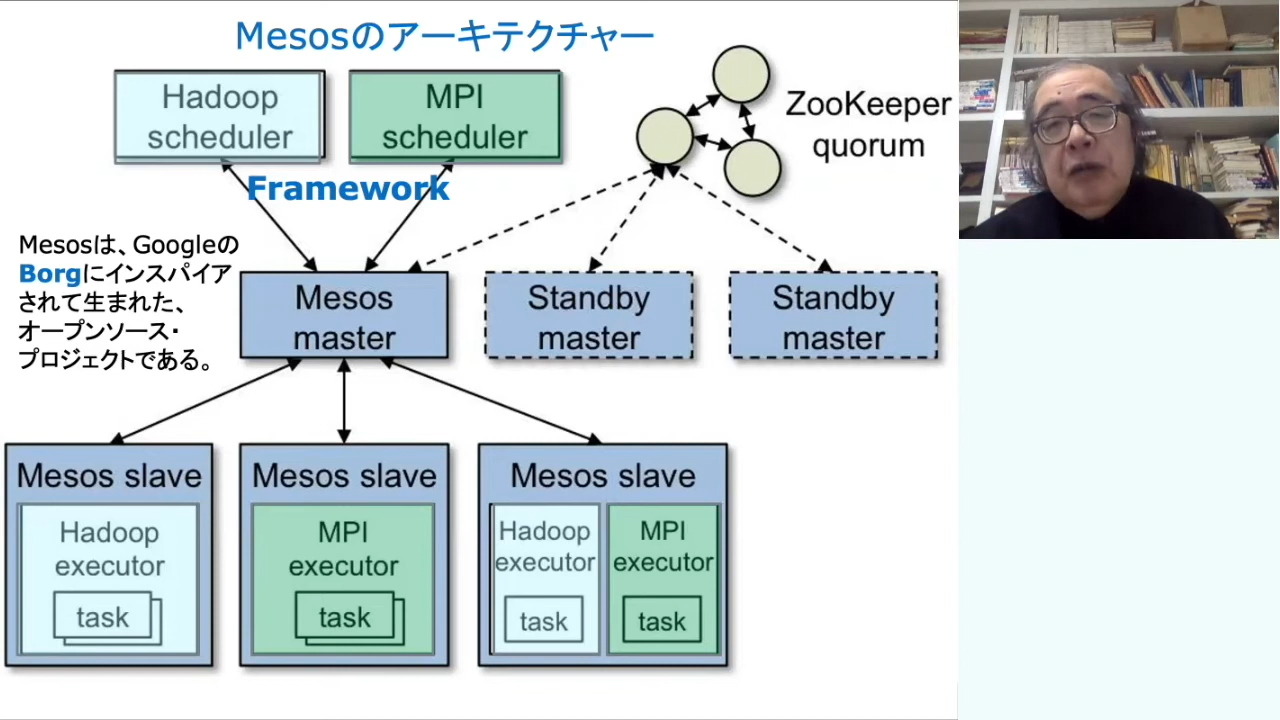 Mesosのアーキテクチャー
Hadoop
scheduler
MPI
scheduler
ZooKeeper
quorum
Framework
Mesosは、Googleの
Borgにインスパイア
されて生まれた、
オープンソース・
プロジェクトである。
Mesos
master
Standby
master
Standby
master
Mesos slave
Hadoop
executor
task
Mesos slave
MPI
executor
task
Mesos slave
Hadoop
executor
task
MPI
executor
task